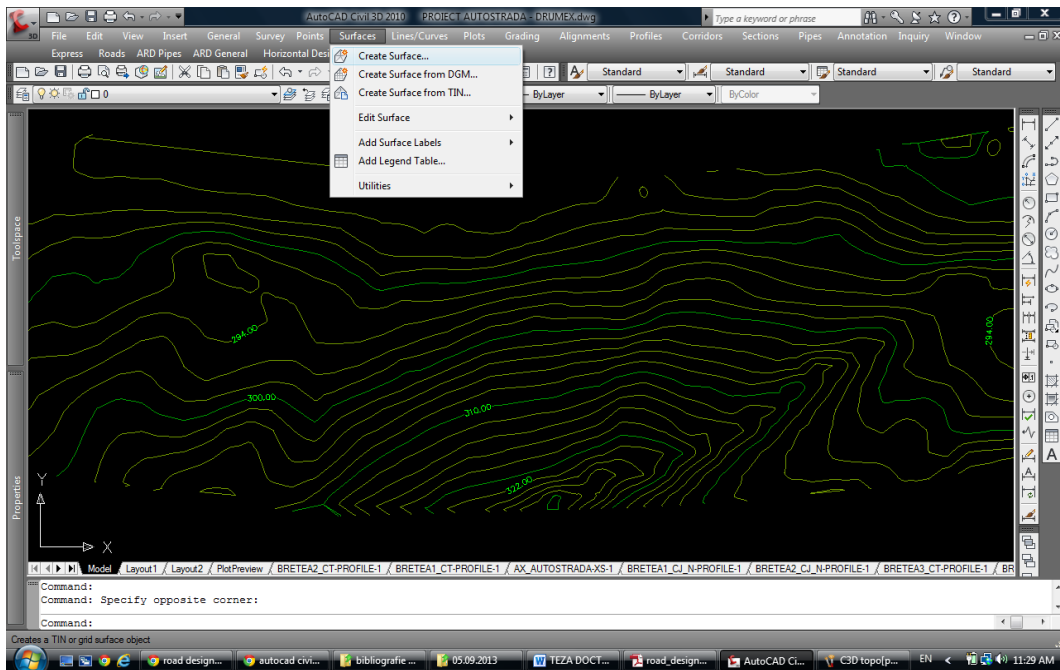 AutoCAD Civil 3D 2010 PROIECT AUTOSTRADA - DRUMEX.dwg Type a keyword or phrase
3D File Edit View Insert General Survey Points Surfaces Lines/Curves Plots Grading Alignments Profiles Corridors Sections Pipes Annotation Inquiry Window
Express Roads ARD Pipes ARD General Horizontal Desi
Create Surface...
Create Surface from DGM...
Create Surface from TIN...
Edit Surface
Add Surface Labels
Add Legend Table...
Utilities
Standard Standard Standard Standard
0 ByLayer ByLayer ByColor
Toolspace
Properties
294.00
294.00
300.00
310.00
322.00
Y
X
Model Layout1 Layout2 PlotPreview BRETEA2_CT-PROFILE-1 BRETEA1_CT-PROFILE-1 AX_AUTOSTRADA-XS-1 BRETEA1_CJ_N-PROFILE-1 BRETEA2_CJ_N-PROFILE-1 BRETEA3_CT-PROFILE-1 BR
Command:
Command: Specify opposite corner:
Command:
Creates a TIN or grid surface object
road design... autocad civi... bibliografie ... 05.09.2013 TEZA DOCT... road_design... AutoCAD Ci... C3D topo[p... EN 11:29 AM